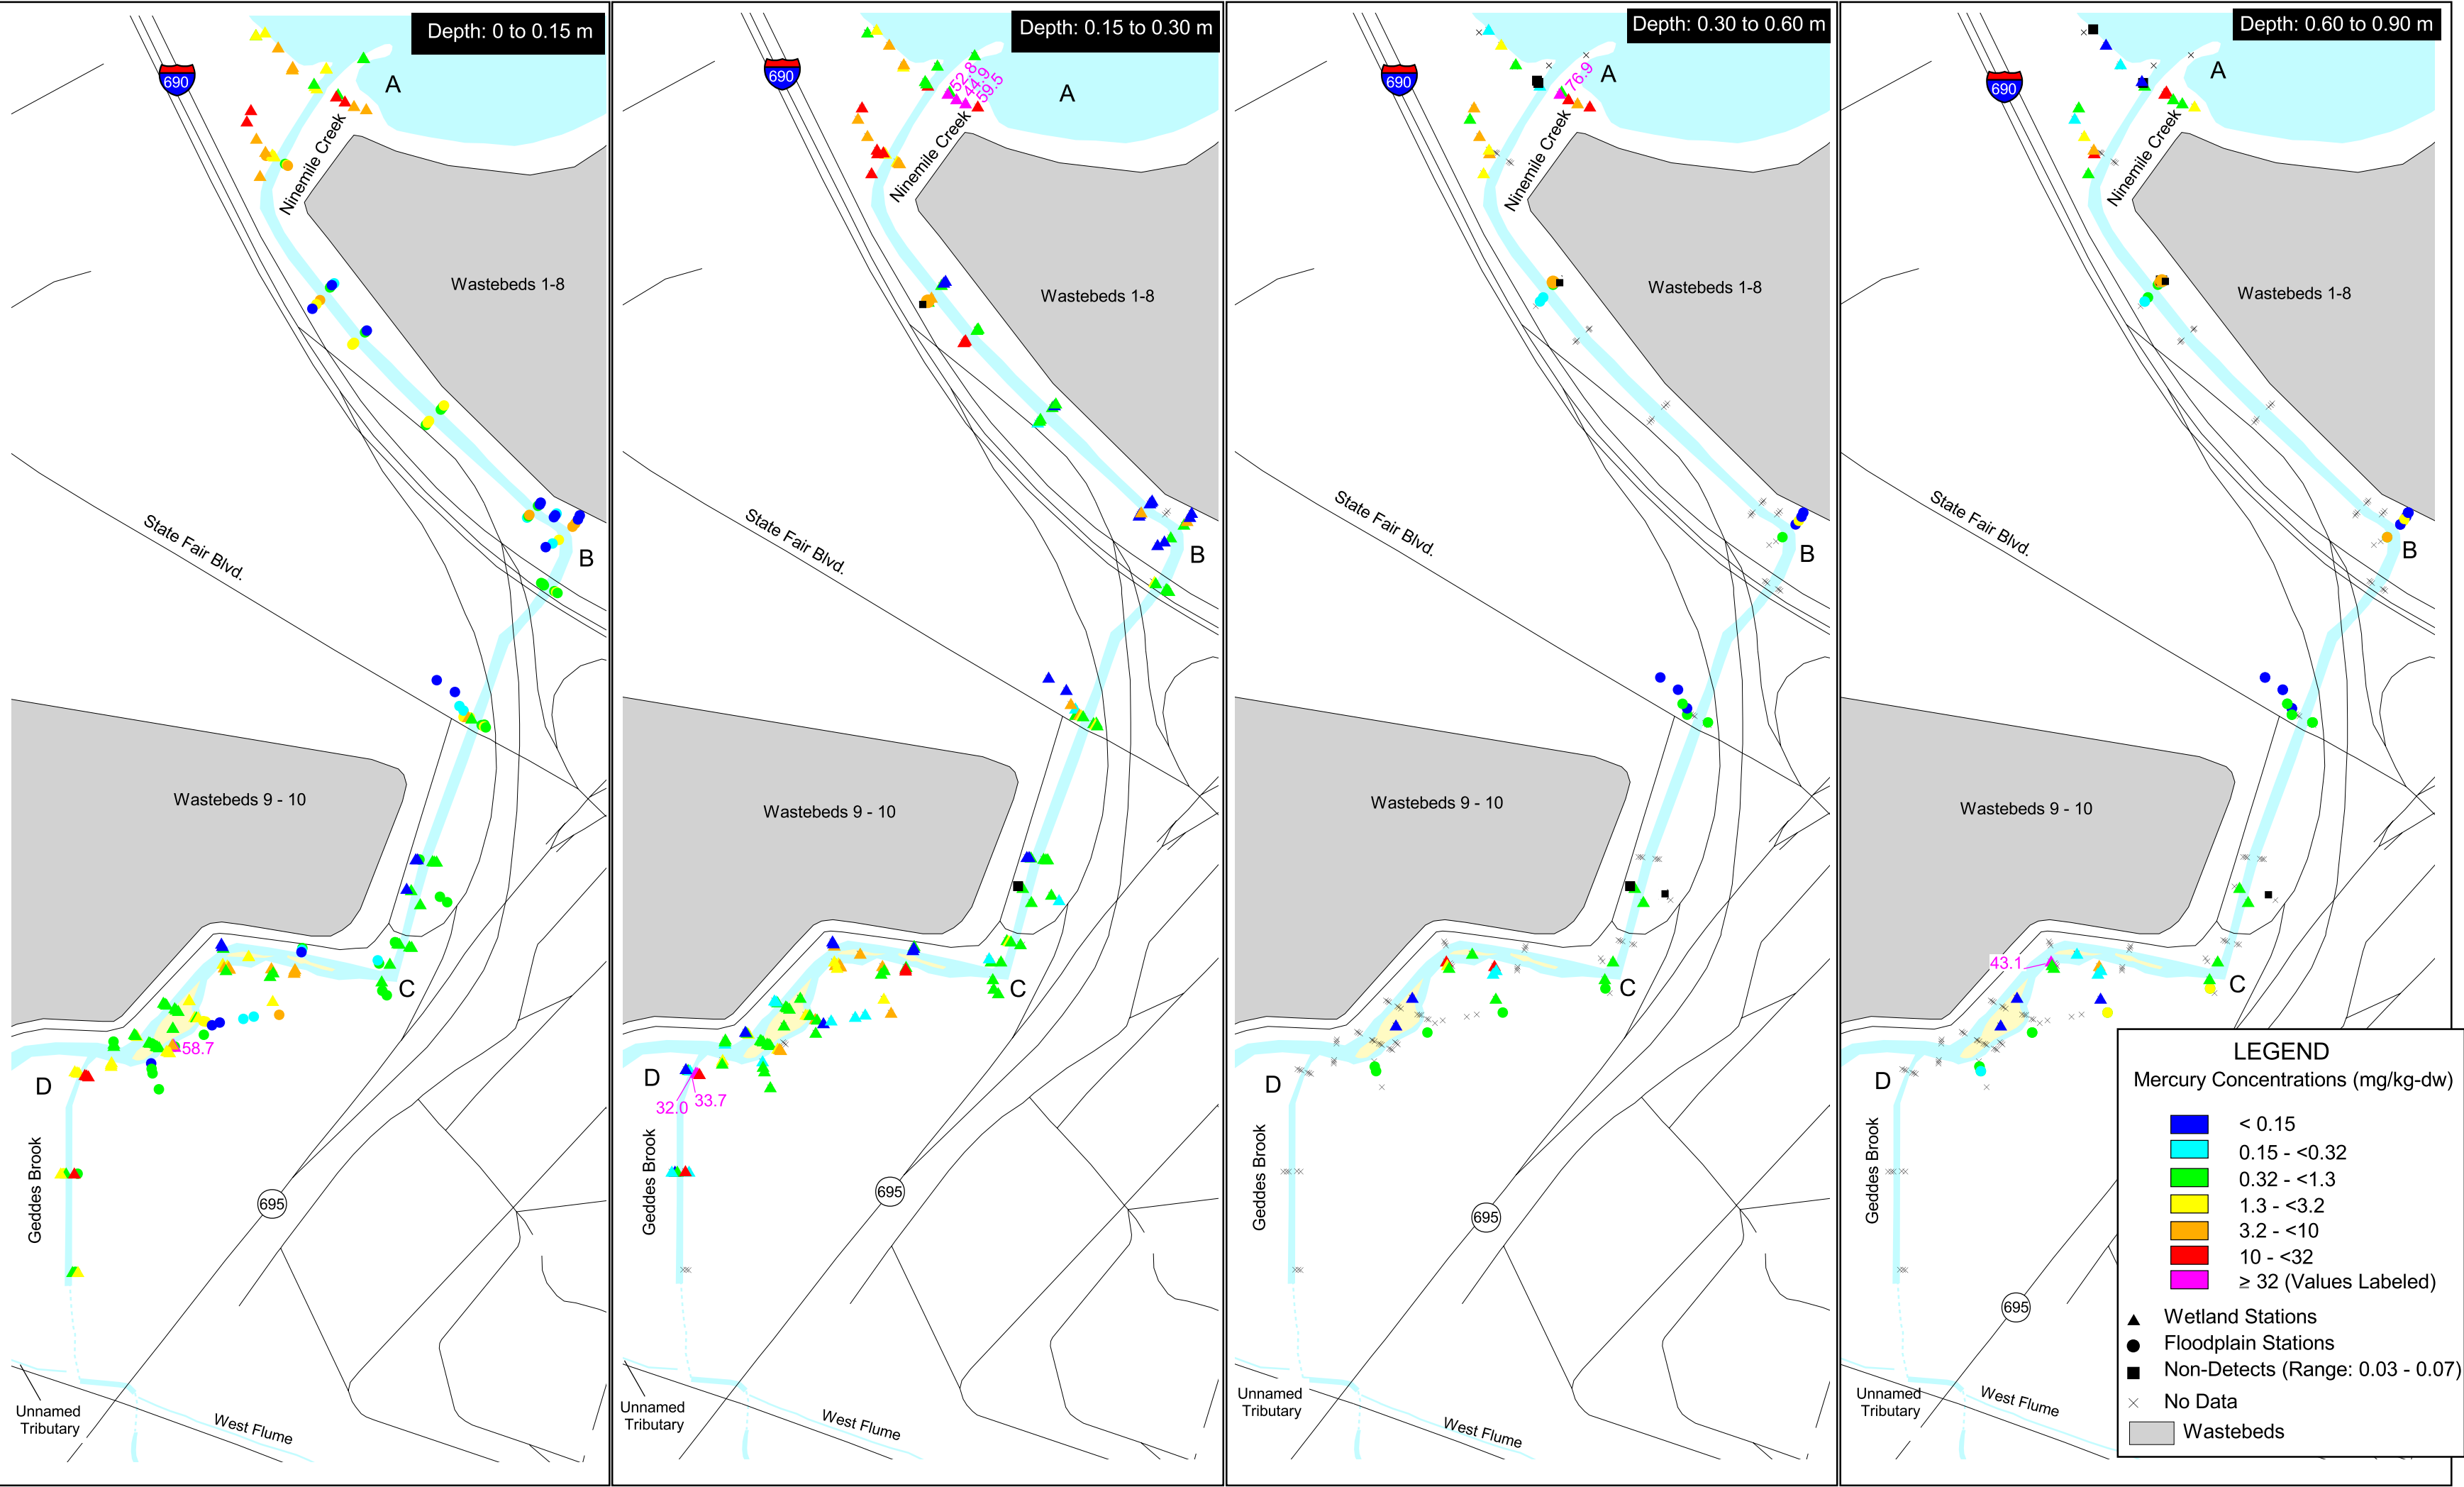 Depth: 0 to 0.15 m
690
A
Ninemile Creek
Wastebeds 1-8
State Fair Blvd.
B
Wastebeds 9 - 10
C
58.7
D
Geddes Brook
695
Unnamed
Tributary
West Flume
Depth: 0.15 to 0.30 m
690
52.8
44.9
59.5
A
Ninemile Creek
Wastebeds 1-8
State Fair Blvd.
B
Wastebeds 9 - 10
C
D
32.0
33.7
Geddes Brook
695
Unnamed
Tributary
West Flume
Depth: 0.30 to 0.60 m
690
76.9
A
Ninemile Creek
Wastebeds 1-8
State Fair Blvd.
B
Wastebeds 9 - 10
C
D
Geddes Brook
695
Unnamed
Tributary
West Flume
Depth: 0.60 to 0.90 m
690
A
Ninemile Creek
Wastebeds 1-8
State Fair Blvd.
B
Wastebeds 9 - 10
43.1
C
D
Geddes Brook
695
Unnamed
Tributary
West Flume
LEGEND
Mercury Concentrations (mg/kg-dw)
< 0.15
0.15 - <0.32
0.32 - <1.3
1.3 - <3.2
3.2 - <10
10 - <32
≥ 32 (Values Labeled)
Wetland Stations
Floodplain Stations
Non-Detects (Range: 0.03 - 0.07)
No Data
Wastebeds